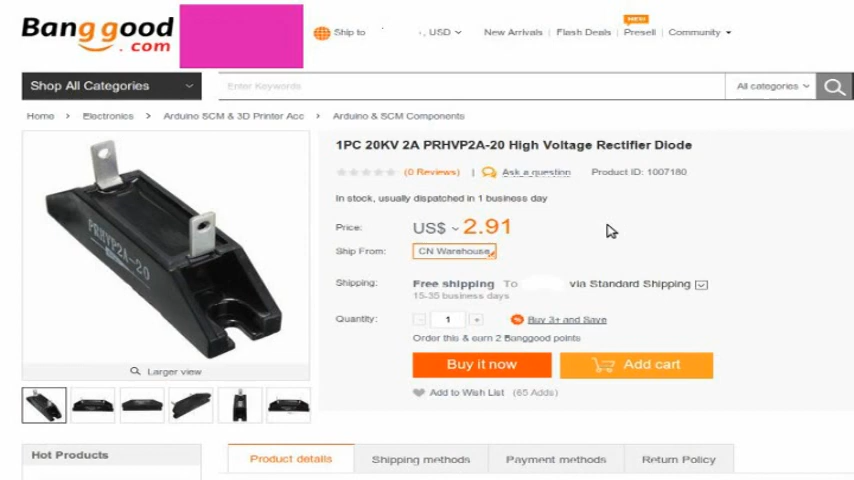 Banggood
.com
Ship to , USD
New Arrivals | Flash Deals | NEW Presell | Community
Shop All Categories
Enter Keywords
All categories
Home > Electronics > Arduino SCM & 3D Printer Acc > Arduino & SCM Components
PRHVP2A-20
1PC 20KV 2A PRHVP2A-20 High Voltage Rectifier Diode
(0 Reviews) | Ask a question Product ID: 1007180
In stock, usually dispatched in 1 business day
Price: US$ 2.91
Ship From: CN Warehouse
Shipping: Free shipping To via Standard Shipping
15-35 business days
Quantity: - 1 + % Buy 3+ and Save
Order this & earn 2 Banggood points
Buy it now Add cart
Add to Wish List (65 Adds)
Larger view
Hot Products
Product details Shipping methods Payment methods Return Policy